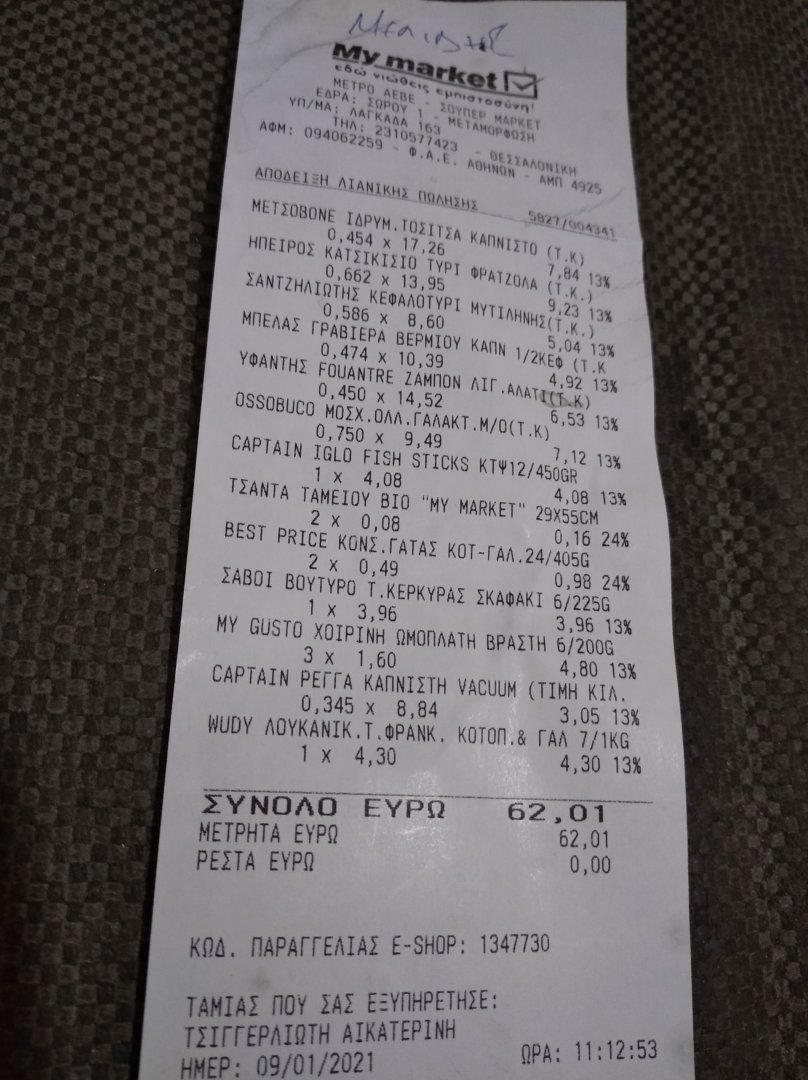 My market
εδώ νιώθεις εμπιστοσύνη!
ΜΕΤΡΟ ΑΕΒΕ - ΣΟΥΠΕΡ ΜΑΡΚΕΤ
ΕΔΡΑ: ΣΩΡΟΥ 1 - ΜΕΤΑΜΟΡΦΩΣΗ
ΥΠ/ΜΑ: ΛΑΓΚΑΔΑ 163 - ΘΕΣΣΑΛΟΝΙΚΗ
ΤΗΛ: 2310577423
ΑΦΜ: 094062259 - Φ.Α.Ε. ΑΘΗΝΩΝ - ΑΜΠ 4925
ΑΠΟΔΕΙΞΗ ΛΙΑΝΙΚΗΣ ΠΩΛΗΣΗΣ 5827/004341
ΜΕΤΣΟΒΟΝΕ ΙΔΡΥΜ.ΤΟΣΙΤΣΑ ΚΑΠΝΙΣΤΟ (Τ.Κ)
0,454 x 17,26 7,84 13%
ΗΠΕΙΡΟΣ ΚΑΤΣΙΚΙΣΙΟ ΤΥΡΙ ΦΡΑΤΖΟΛΑ (Τ.Κ.)
0,662 x 13,95 9,23 13%
ΣΑΝΤΖΗΛΙΩΤΗΣ ΚΕΦΑΛΟΤΥΡΙ ΜΥΤΙΛΗΝΗΣ(Τ.Κ.)
0,586 x 8,60 5,04 13%
ΜΠΕΛΑΣ ΓΡΑΒΙΕΡΑ ΒΕΡΜΙΟΥ ΚΑΠΝ 1/2ΚΕΦ (Τ.Κ
0,474 x 10,39 4,92 13%
ΥΦΑΝΤΗΣ FOUANTRE ΖΑΜΠΟΝ ΛΙΓ.ΑΛΑΤΙ(Τ.Κ)
0,450 x 14,52 6,53 13%
OSSOBUCO ΜΟΣΧ.ΟΛΛ.ΓΑΛΑΚΤ.Μ/Ο(Τ.Κ)
0,750 x 9,49 7,12 13%
CAPTAIN IGLO FISH STICKS ΚΤΨ12/450GR
1 x 4,08 4,08 13%
ΤΣΑΝΤΑ ΤΑΜΕΙΟΥ ΒΙΟ "MY MARKET" 29X55CM
2 x 0,08 0,16 24%
BEST PRICE ΚΟΝΣ.ΓΑΤΑΣ ΚΟΤ-ΓΑΛ.24/405G
2 x 0,49 0,98 24%
ΣΑΒΟΙ ΒΟΥΤΥΡΟ Τ.ΚΕΡΚΥΡΑΣ ΣΚΑΦΑΚΙ 6/225G
1 x 3,96 3,96 13%
MY GUSTO ΧΟΙΡΙΝΗ ΩΜΟΠΛΑΤΗ ΒΡΑΣΤΗ 6/200G
3 x 1,60 4,80 13%
CAPTAIN ΡΕΓΓΑ ΚΑΠΝΙΣΤΗ VACUUM (ΤΙΜΗ ΚΙΛ.
0,345 x 8,84 3,05 13%
WUDY ΛΟΥΚΑΝΙΚ.Τ.ΦΡΑΝΚ. ΚΟΤΟΠ.& ΓΑΛ 7/1KG
1 x 4,30 4,30 13%
ΣΥΝΟΛΟ ΕΥΡΩ 62,01
ΜΕΤΡΗΤΑ ΕΥΡΩ 62,01
ΡΕΣΤΑ ΕΥΡΩ 0,00
ΚΩΔ. ΠΑΡΑΓΓΕΛΙΑΣ E-SHOP: 1347730
ΤΑΜΙΑΣ ΠΟΥ ΣΑΣ ΕΞΥΠΗΡΕΤΗΣΕ:
ΤΣΙΓΓΕΡΛΙΩΤΗ ΑΙΚΑΤΕΡΙΝΗ
ΗΜΕΡ: 09/01/2021 ΩΡΑ: 11:12:53